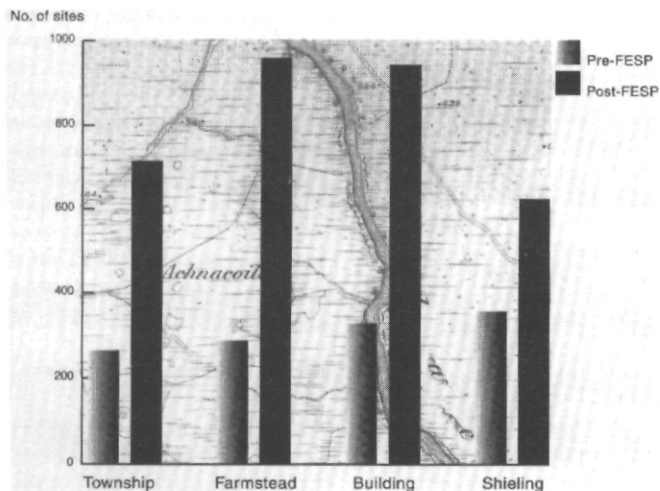 No. of sites
1000
800
600
400
200
0
Achnacoil
Township
Farmstead
Building
Shieling
Pre-FESP
Post-FESP